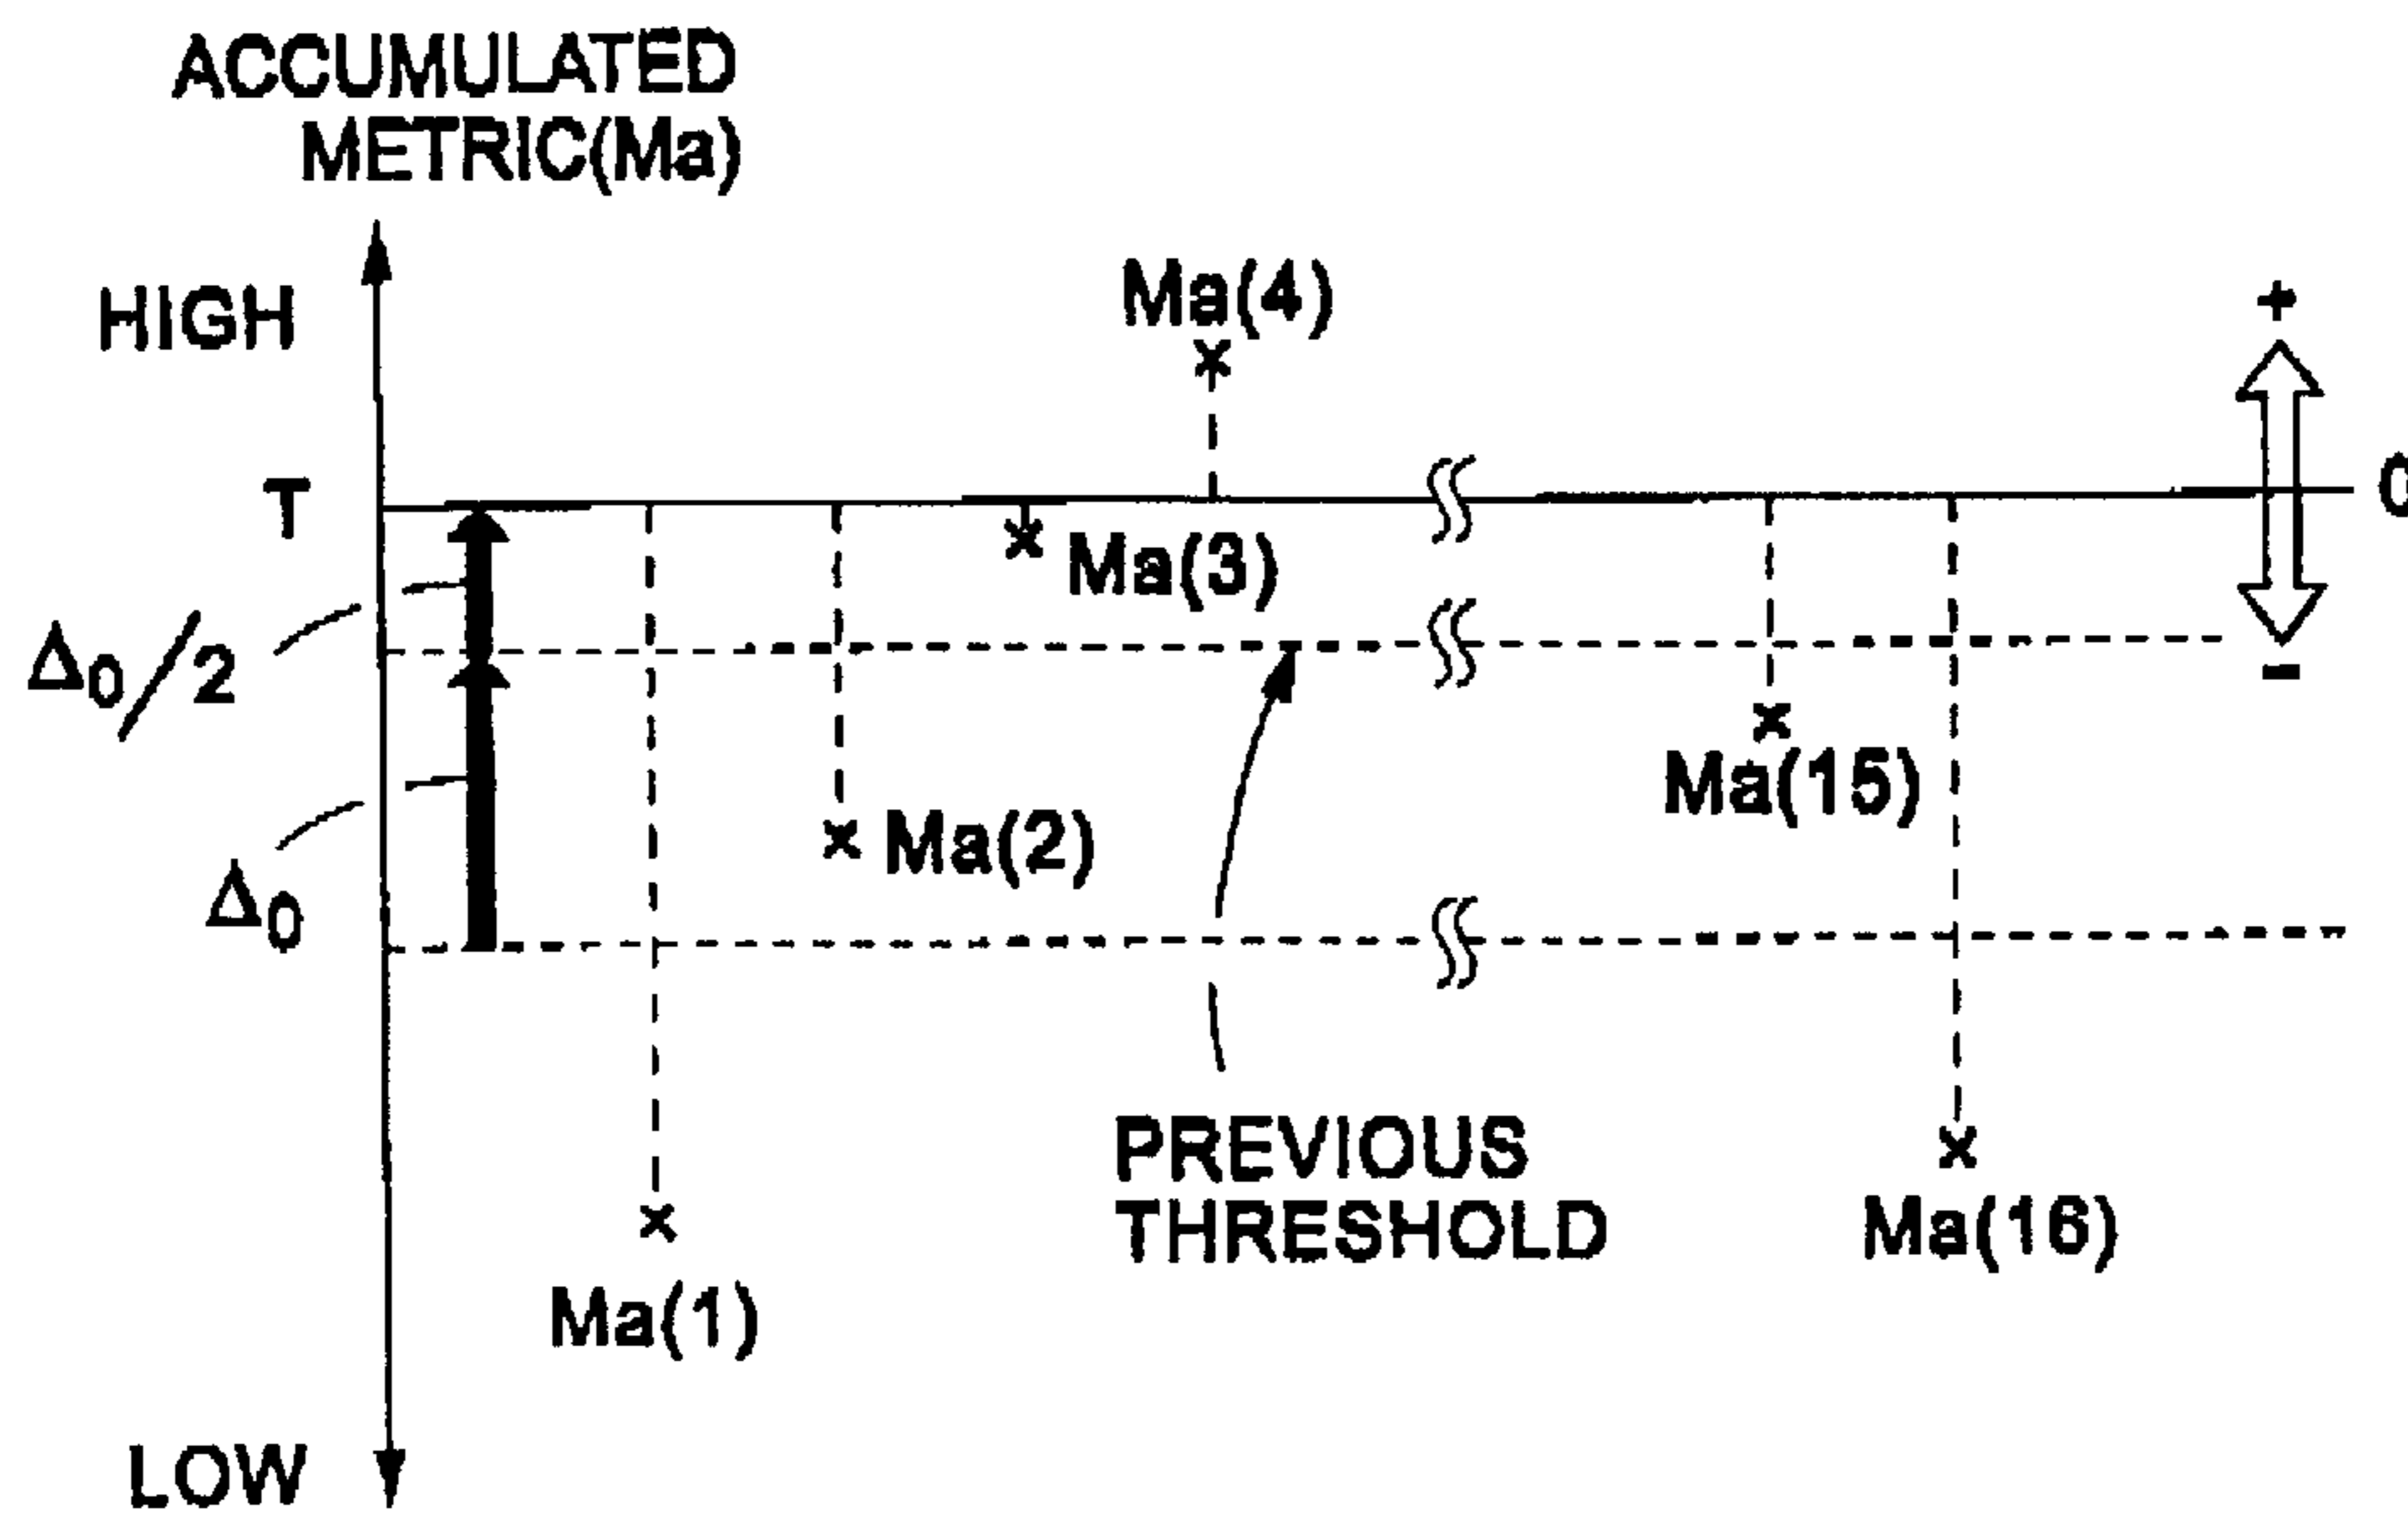 ACCUMULATED
METRIC(Ma)
HIGH
Ma(4)
+
T
0
Ma(3)
Δ0/2
-
Ma(15)
Ma(2)
Δ0
PREVIOUS
THRESHOLD
Ma(16)
Ma(1)
LOW